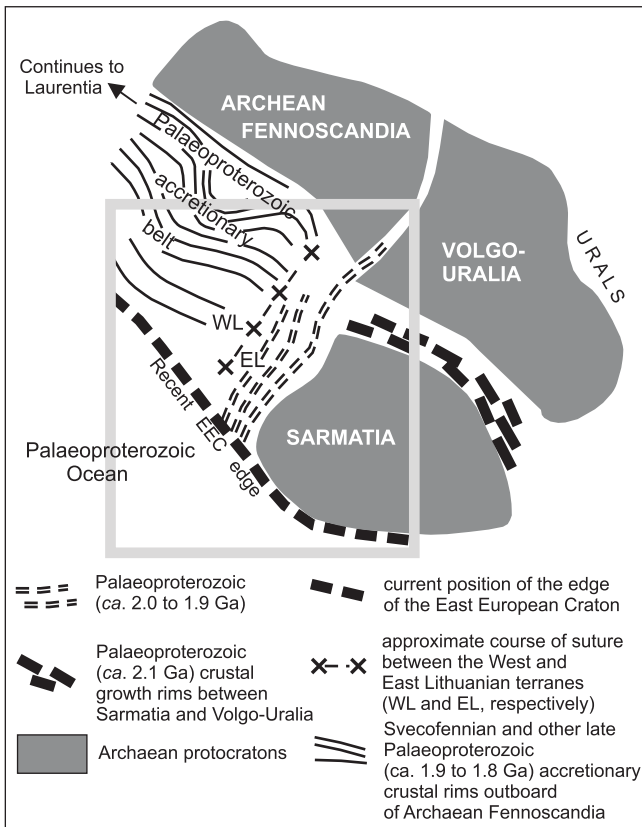 Continues to
Laurentia
ARCHEAN
FENNOSCANDIA
Palaeoproterozoic
accretionary
belt
VOLGO-
URALIA
URALS
WL
EL
SARMATIA
Recent EEC edge
Palaeoproterozoic
Ocean
Palaeoproterozoic
(ca. 2.0 to 1.9 Ga)
Palaeoproterozoic
(ca. 2.1 Ga) crustal
growth rims between
Sarmatia and Volgo-Uralia
Archaean protocratons
current position of the edge
of the East European Craton
approximate course of suture
between the West and
East Lithuanian terranes
(WL and EL, respectively)
Svecofennian and other late
Palaeoproterozoic
(ca. 1.9 to 1.8 Ga) accretionary
crustal rims outboard
of Archaean Fennoscandia